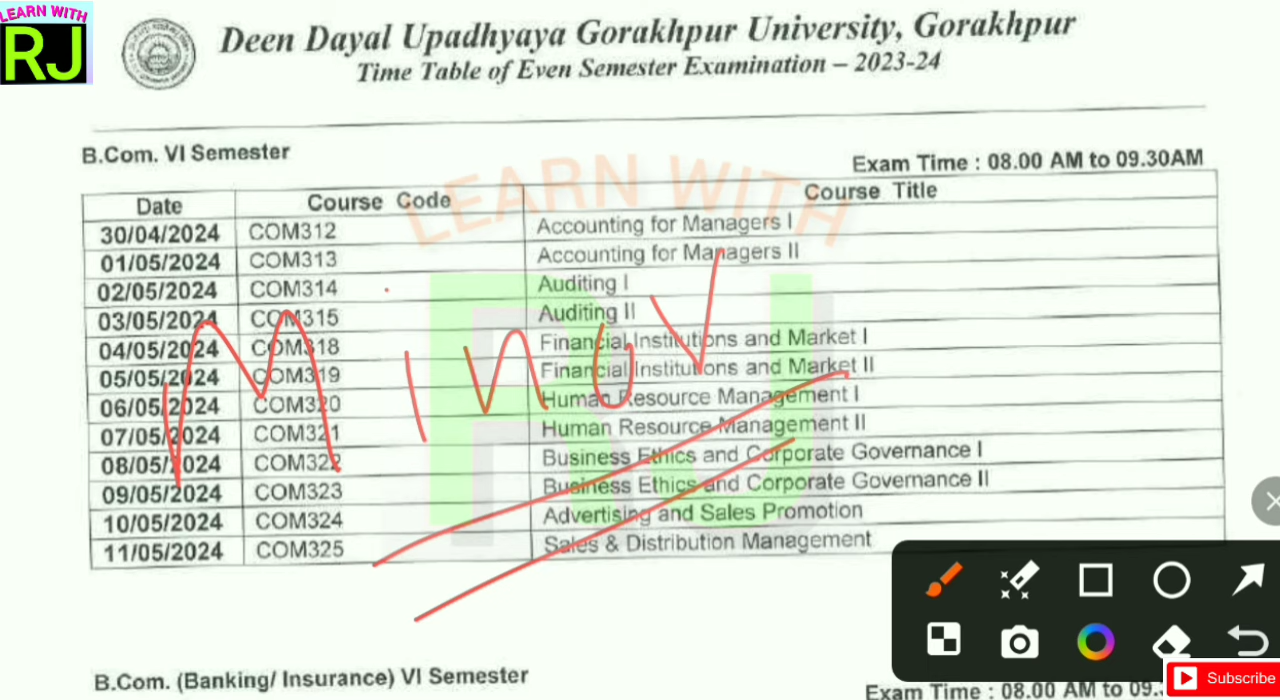 LEARN WITH
RJ
Deen Dayal Upadhyaya Gorakhpur University, Gorakhpur
Time Table of Even Semester Examination – 2023-24
B.Com. VI Semester
Exam Time : 08.00 AM to 09.30AM
Date Course Code Course Title
30/04/2024 COM312 Accounting for Managers I
01/05/2024 COM313 Accounting for Managers II
02/05/2024 COM314 Auditing I
03/05/2024 COM315 Auditing II
04/05/2024 COM318 Financial Institutions and Market I
05/05/2024 COM319 Financial Institutions and Market II
06/05/2024 COM320 Human Resource Management I
07/05/2024 COM321 Human Resource Management II
08/05/2024 COM322 Business Ethics and Corporate Governance I
09/05/2024 COM323 Business Ethics and Corporate Governance II
10/05/2024 COM324 Advertising and Sales Promotion
11/05/2024 COM325 Sales & Distribution Management
LEARN WITH
RJ
B.Com. (Banking/ Insurance) VI Semester
Exam Time : 08.00 AM to 09.
Subscribe